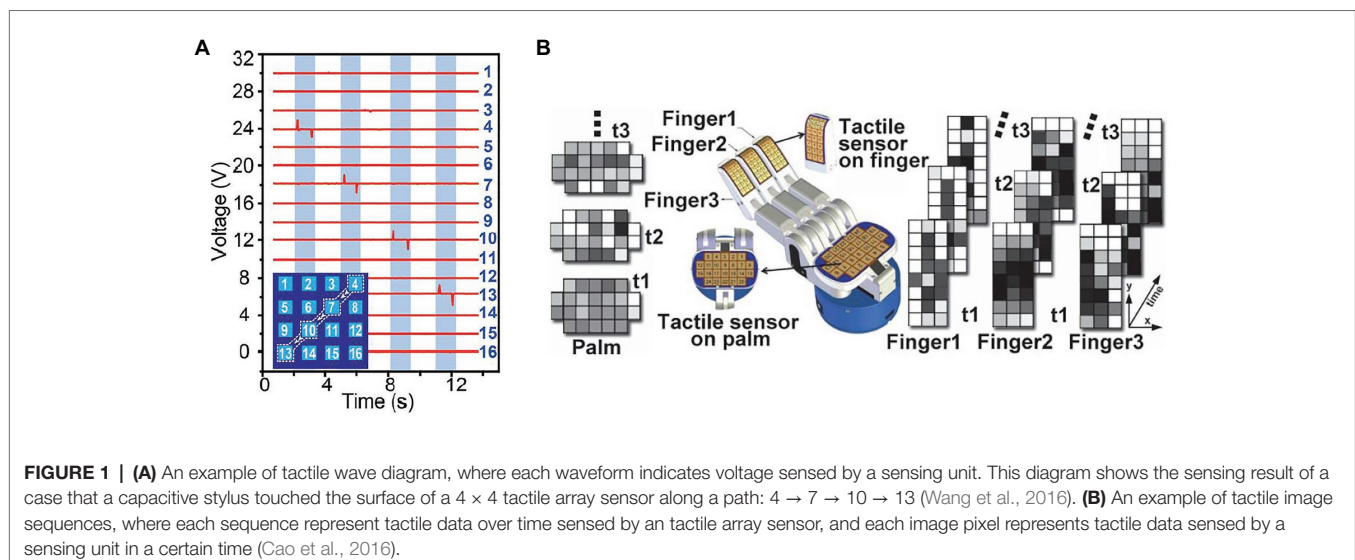 A
B
32
28
24
20
16
12
8
4
0
Voltage (V)
1
2
3
4
5
6
7
8
9
10
11
12
13
14
15
16
1 2 3 4
5 6 7 8
9 10 11 12
13 14 15 16
0 4 8 12
Time (s)
t3
t2
t1
Palm
Finger1
Finger2
Finger3
Tactile
sensor
on finger
Tactile sensor
on palm
t3
t2
t1
Finger1
t3
t2
t1
Finger2
Finger3
y
x
time
FIGURE 1 | (A) An example of tactile wave diagram, where each waveform indicates voltage sensed by a sensing unit. This diagram shows the sensing result of a
case that a capacitive stylus touched the surface of a 4 × 4 tactile array sensor along a path: 4 → 7 → 10 → 13 (Wang et al., 2016). (B) An example of tactile image
sequences, where each sequence represent tactile data over time sensed by an tactile array sensor, and each image pixel represents tactile data sensed by a
sensing unit in a certain time (Cao et al., 2016).